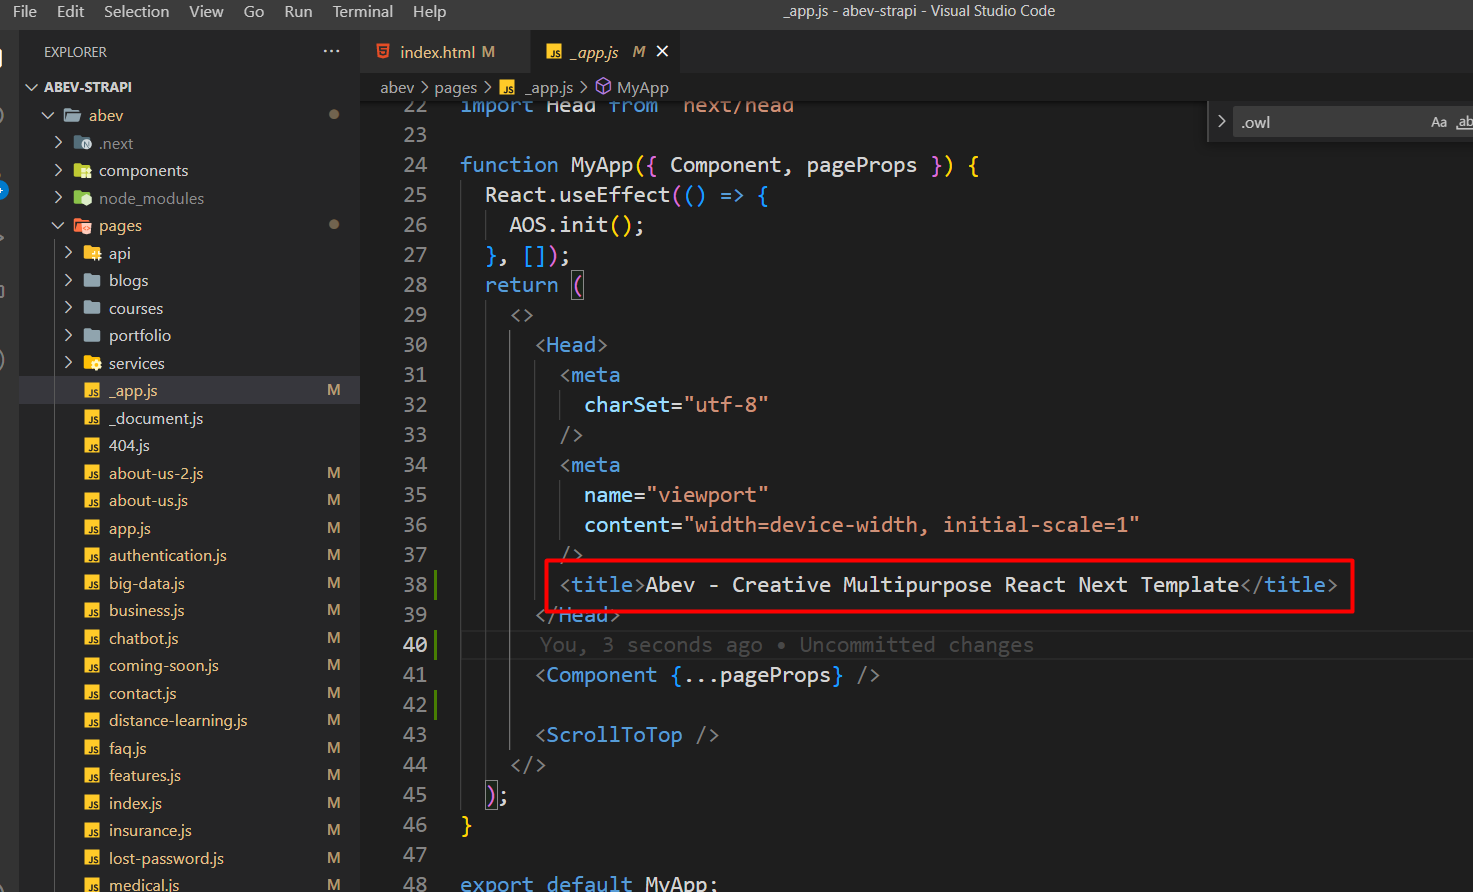 File Edit Selection View Go Run Terminal Help
_app.js - abev-strapi - Visual Studio Code
EXPLORER
ABEV-STRAPI
abev
.next
components
node_modules
pages
api
blogs
courses
portfolio
services
_app.js M
_document.js
404.js
about-us-2.js M
about-us.js M
app.js M
authentication.js M
big-data.js M
business.js M
chatbot.js M
coming-soon.js M
contact.js M
distance-learning.js M
faq.js M
features.js M
index.js M
insurance.js M
lost-password.js M
medical.js M
index.html M
_app.js M
abev > pages > _app.js > MyApp
.owl Aa ab
22 import Head from "next/head"
23
24 function MyApp({ Component, pageProps }) {
25 React.useEffect(() => {
26 AOS.init();
27 }, []);
28 return (
29 <>
30 <Head>
31 <meta
32 charSet="utf-8"
33 />
34 <meta
35 name="viewport"
36 content="width=device-width, initial-scale=1"
37 />
38 <title>Abev - Creative Multipurpose React Next Template</title>
39 </Head>
40 You, 3 seconds ago • Uncommitted changes
41 <Component {...pageProps} />
42
43 <ScrollToTop />
44 </>
45 );
46 }
47
48 export default MyApp;